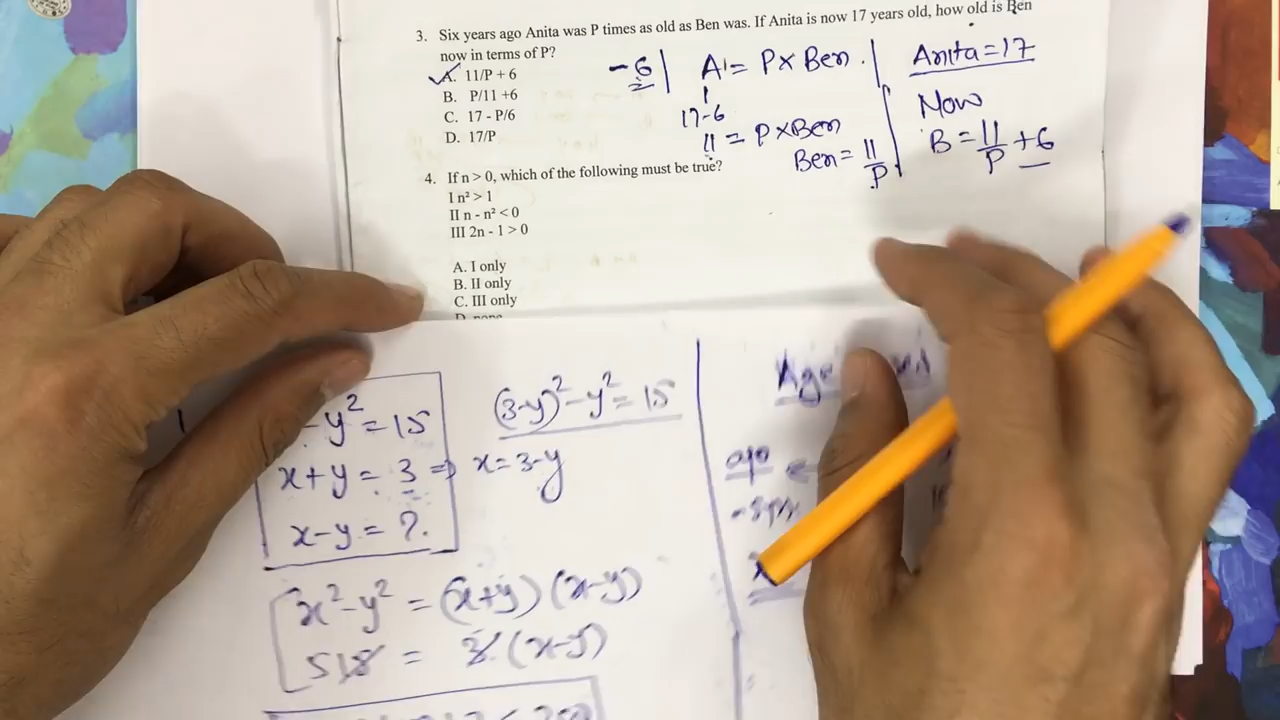 3. Six years ago Anita was P times as old as Ben was. If Anita is now 17 years old, how old is Ben
now in terms of P?
A. 11/P + 6
B. P/11 +6
C. 17 - P/6
D. 17/P
-6 | A = P x Ben. |
17-6
11 = P x Ben
Ben = 11/P
Anita = 17
Now
B = 11/P + 6
4. If n > 0, which of the following must be true?
I n² > 1
II n - n² < 0
III 2n - 1 > 0
A. I only
B. II only
C. III only
D. none
- y² = 15
x+y = 3 ⇒ x = 3-y
x-y = ?.
(3-y)² - y² = 15
x² - y² = (x+y) (x-y)
515 = 3. (x-y)
ago